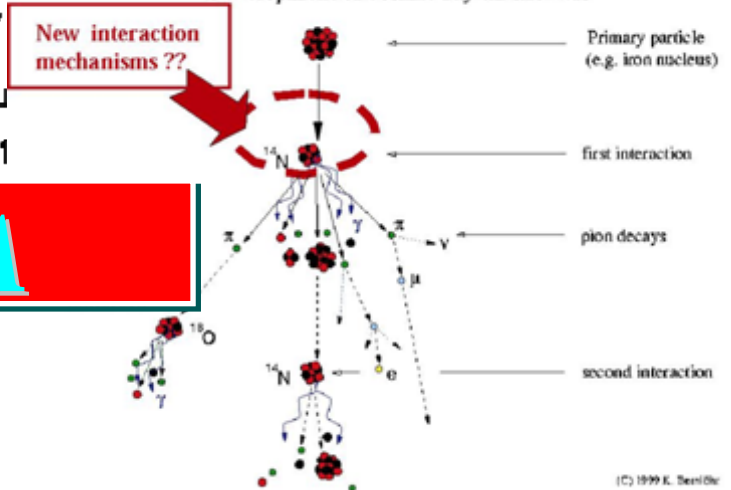 New interaction
mechanisms ??
Primary particle
(e.g. iron nucleus)
14N
first interaction
π
γ
π
ν
pion decays
μ
18O
γ
14N
e
second interaction
(C) 1999 K. Bernlöhr